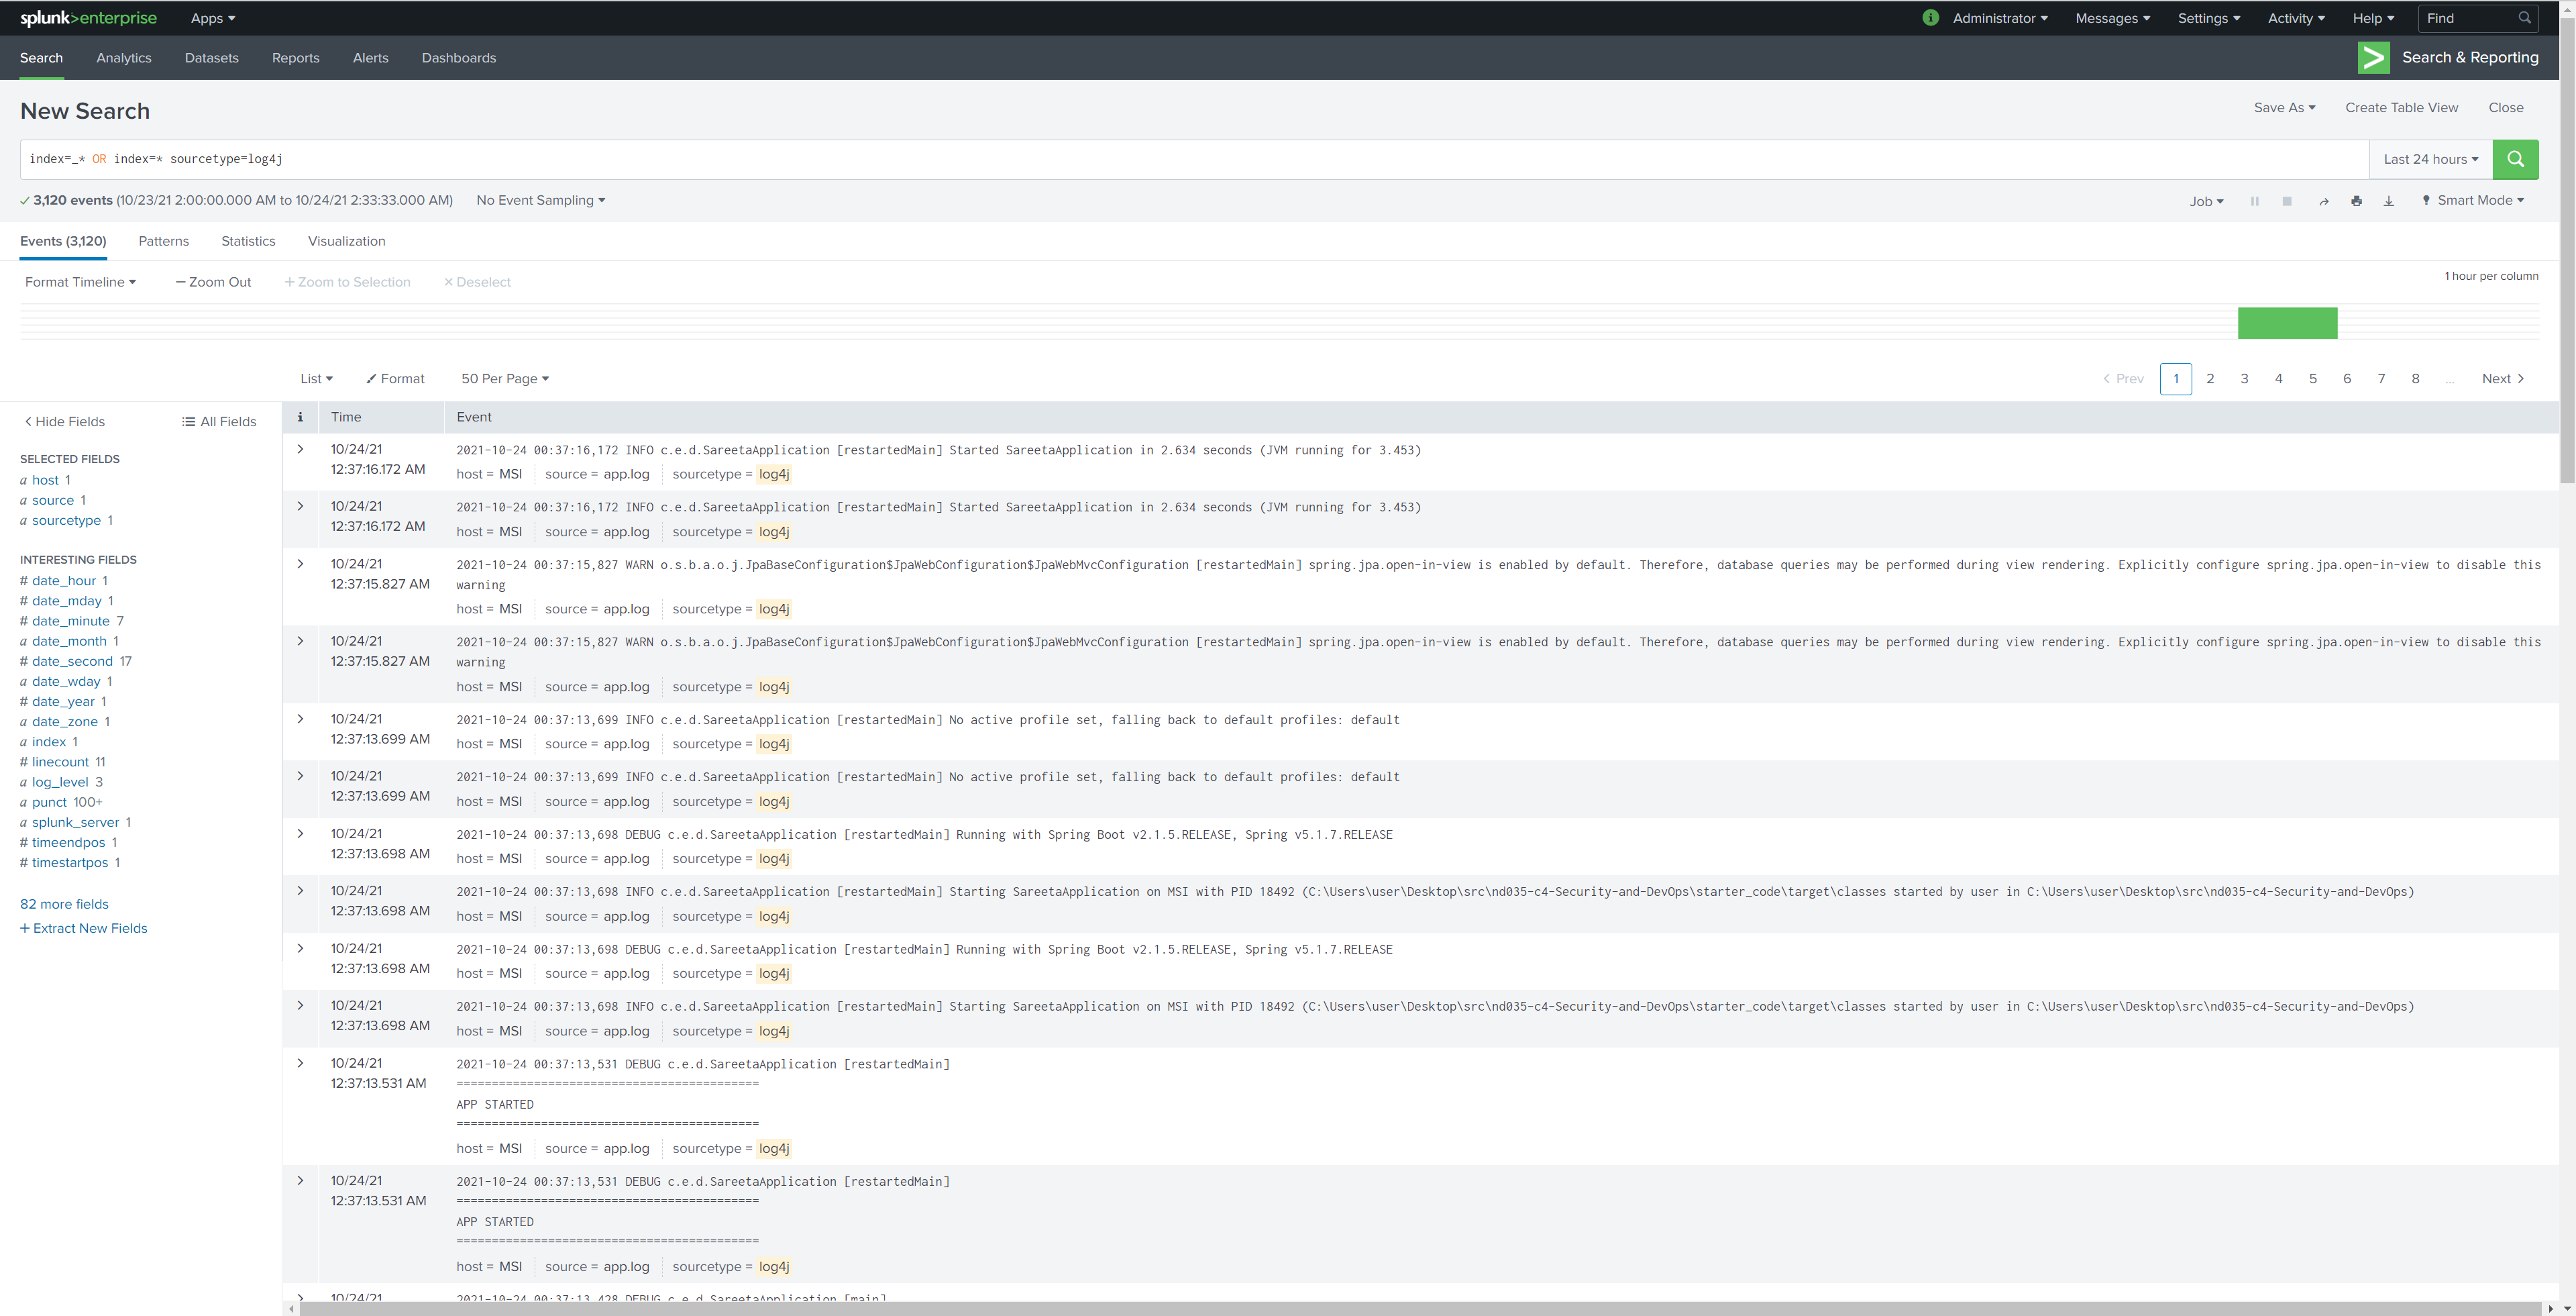 splunk>enterprise Apps Administrator Messages Settings Activity Help Find
Search Analytics Datasets Reports Alerts Dashboards Search & Reporting
New Search Save As Create Table View Close
index=_* OR index=* sourcetype=log4j Last 24 hours
3,120 events (10/23/21 2:00:00.000 AM to 10/24/21 2:33:33.000 AM) No Event Sampling Job Smart Mode
Events (3,120) Patterns Statistics Visualization
Format Timeline — Zoom Out + Zoom to Selection × Deselect 1 hour per column
List Format 50 Per Page < Prev 1 2 3 4 5 6 7 8 ... Next >
< Hide Fields All Fields
SELECTED FIELDS
a host 1
a source 1
a sourcetype 1
INTERESTING FIELDS
# date_hour 1
# date_mday 1
# date_minute 7
a date_month 1
# date_second 17
a date_wday 1
# date_year 1
a date_zone 1
a index 1
# linecount 11
a log_level 3
a punct 100+
a splunk_server 1
# timeendpos 1
# timestartpos 1
82 more fields
+ Extract New Fields
i Time Event
10/24/21
12:37:16.172 AM
2021-10-24 00:37:16,172 INFO c.e.d.SareetaApplication [restartedMain] Started SareetaApplication in 2.634 seconds (JVM running for 3.453)
host = MSI source = app.log sourcetype = log4j
10/24/21
12:37:16.172 AM
2021-10-24 00:37:16,172 INFO c.e.d.SareetaApplication [restartedMain] Started SareetaApplication in 2.634 seconds (JVM running for 3.453)
host = MSI source = app.log sourcetype = log4j
10/24/21
12:37:15.827 AM
2021-10-24 00:37:15,827 WARN o.s.b.a.o.j.JpaBaseConfiguration$JpaWebConfiguration$JpaWebMvcConfiguration [restartedMain] spring.jpa.open-in-view is enabled by default. Therefore, database queries may be performed during view rendering. Explicitly configure spring.jpa.open-in-view to disable this
warning
host = MSI source = app.log sourcetype = log4j
10/24/21
12:37:15.827 AM
2021-10-24 00:37:15,827 WARN o.s.b.a.o.j.JpaBaseConfiguration$JpaWebConfiguration$JpaWebMvcConfiguration [restartedMain] spring.jpa.open-in-view is enabled by default. Therefore, database queries may be performed during view rendering. Explicitly configure spring.jpa.open-in-view to disable this
warning
host = MSI source = app.log sourcetype = log4j
10/24/21
12:37:13.699 AM
2021-10-24 00:37:13,699 INFO c.e.d.SareetaApplication [restartedMain] No active profile set, falling back to default profiles: default
host = MSI source = app.log sourcetype = log4j
10/24/21
12:37:13.699 AM
2021-10-24 00:37:13,699 INFO c.e.d.SareetaApplication [restartedMain] No active profile set, falling back to default profiles: default
host = MSI source = app.log sourcetype = log4j
10/24/21
12:37:13.698 AM
2021-10-24 00:37:13,698 DEBUG c.e.d.SareetaApplication [restartedMain] Running with Spring Boot v2.1.5.RELEASE, Spring v5.1.7.RELEASE
host = MSI source = app.log sourcetype = log4j
10/24/21
12:37:13.698 AM
2021-10-24 00:37:13,698 INFO c.e.d.SareetaApplication [restartedMain] Starting SareetaApplication on MSI with PID 18492 (C:\Users\user\Desktop\src\nd035-c4-Security-and-DevOps\starter_code\target\classes started by user in C:\Users\user\Desktop\src\nd035-c4-Security-and-DevOps)
host = MSI source = app.log sourcetype = log4j
10/24/21
12:37:13.698 AM
2021-10-24 00:37:13,698 DEBUG c.e.d.SareetaApplication [restartedMain] Running with Spring Boot v2.1.5.RELEASE, Spring v5.1.7.RELEASE
host = MSI source = app.log sourcetype = log4j
10/24/21
12:37:13.698 AM
2021-10-24 00:37:13,698 INFO c.e.d.SareetaApplication [restartedMain] Starting SareetaApplication on MSI with PID 18492 (C:\Users\user\Desktop\src\nd035-c4-Security-and-DevOps\starter_code\target\classes started by user in C:\Users\user\Desktop\src\nd035-c4-Security-and-DevOps)
host = MSI source = app.log sourcetype = log4j
10/24/21
12:37:13.531 AM
2021-10-24 00:37:13,531 DEBUG c.e.d.SareetaApplication [restartedMain]
===========================================
APP STARTED
===========================================
host = MSI source = app.log sourcetype = log4j
10/24/21
12:37:13.531 AM
2021-10-24 00:37:13,531 DEBUG c.e.d.SareetaApplication [restartedMain]
===========================================
APP STARTED
===========================================
host = MSI source = app.log sourcetype = log4j
10/24/21
2021-10-24 00:37:13,428 DEBUG c.e.d.SareetaApplication [main]